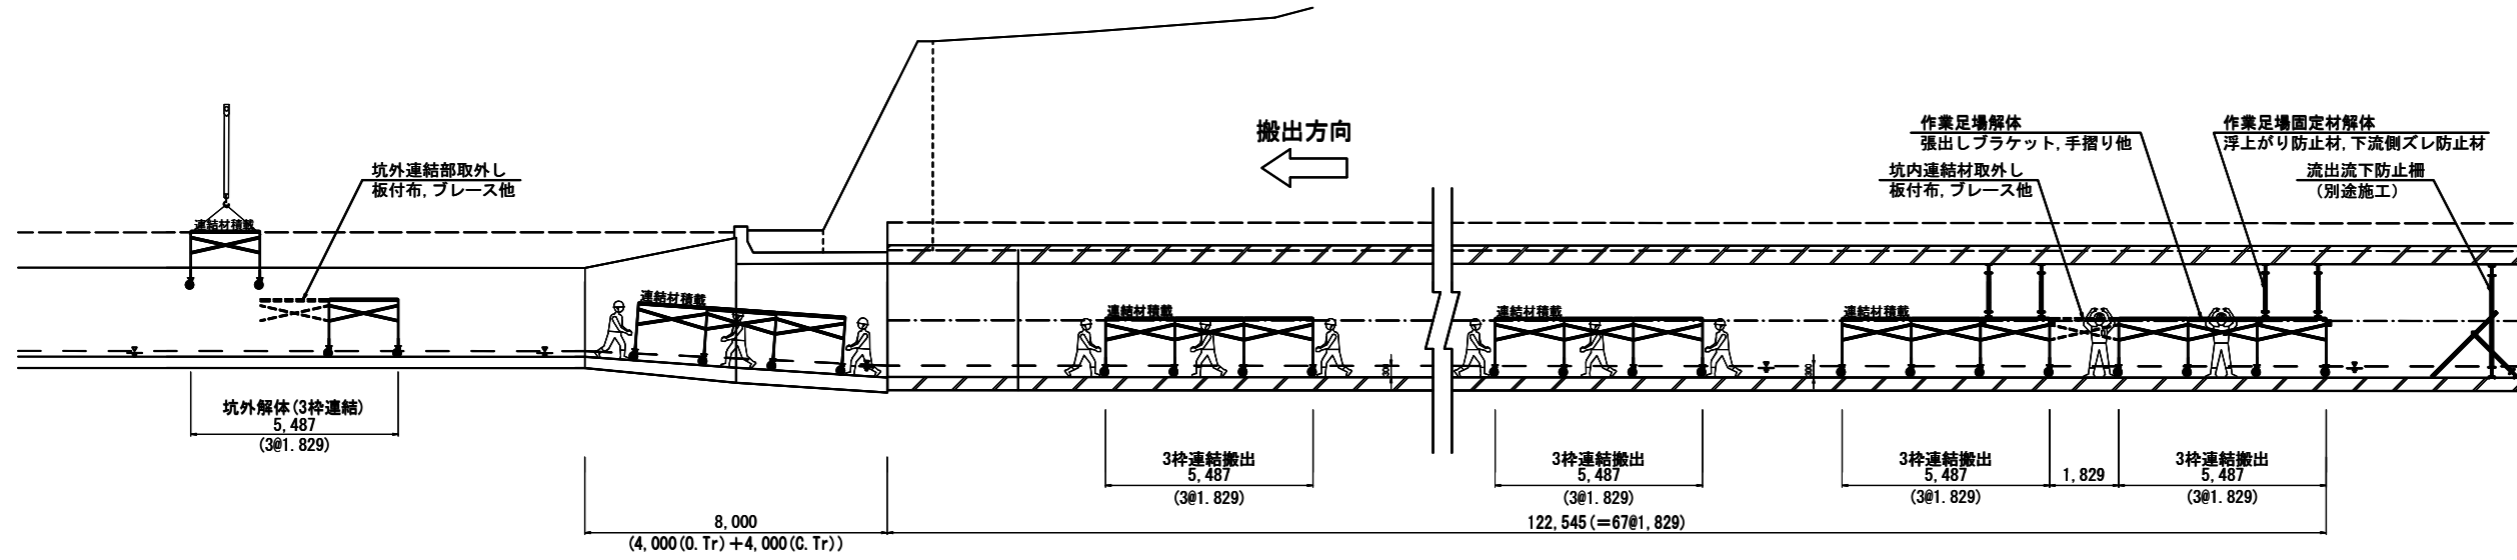 搬出方向
坑外連結部取外し
板付布, ブレース他
作業足場解体
張出しブラケット, 手摺り他
作業足場固定材解体
浮上がり防止材, 下流側ズレ防止材
坑内連結材取外し
板付布, ブレース他
流出流下防止柵
(別途施工)
連結材積載
連結材積載
連結材積載
連結材積載
連結材積載
坑外解体(3枠連結)
5,487
(3@1.829)
3枠連結搬出
5,487
(3@1.829)
3枠連結搬出
5,487
(3@1.829)
3枠連結搬出
5,487
(3@1.829)
1,829
3枠連結搬出
5,487
(3@1.829)
8,000
(4,000(O.Tr)+4,000(C.Tr))
122,545(=67@1,829)